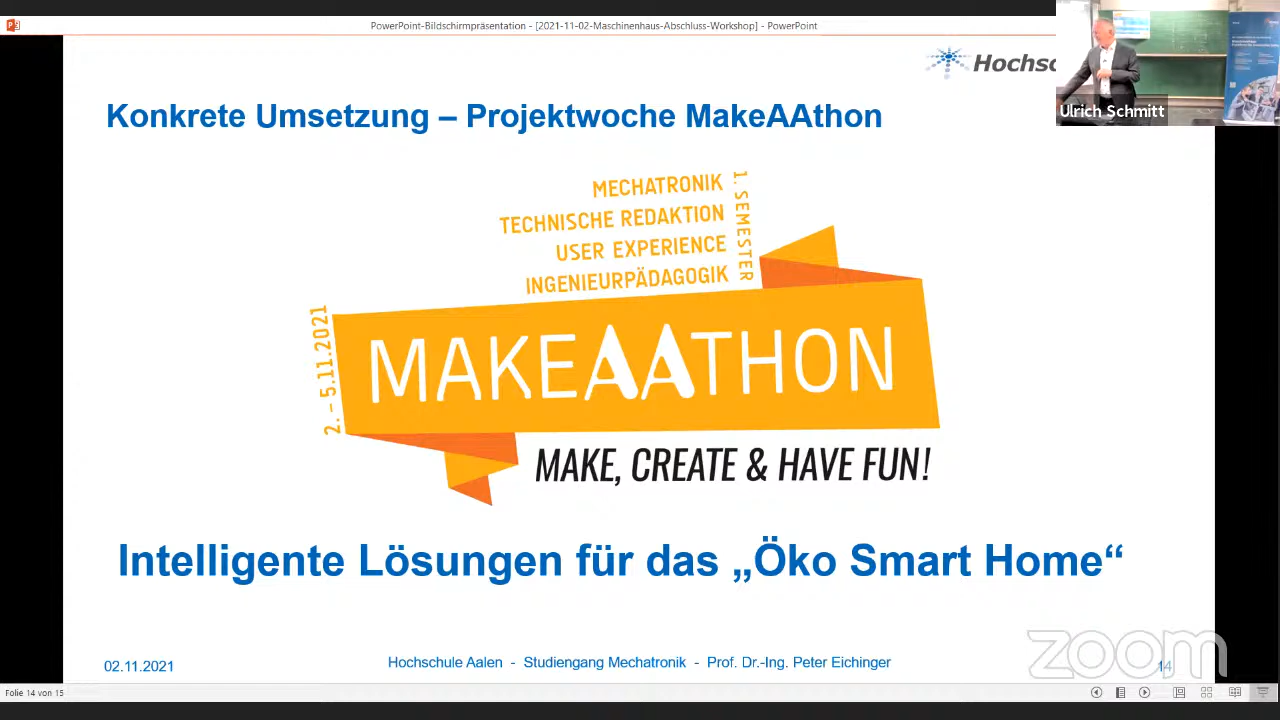 PowerPoint-Bildschirmpräsentation - [2021-11-02-Maschinenhaus-Abschluss-Workshop] - PowerPoint
Ulrich Schmitt
Konkrete Umsetzung – Projektwoche MakeAAthon
MECHATRONIK
TECHNISCHE REDAKTION
USER EXPERIENCE
INGENIEURPÄDAGOGIK
1. SEMESTER
2. – 5.11.2021
MAKEAATHON
MAKE, CREATE & HAVE FUN!
Intelligente Lösungen für das „Öko Smart Home“
02.11.2021
Hochschule Aalen - Studiengang Mechatronik - Prof. Dr.-Ing. Peter Eichinger
14
zoom
Folie 14 von 15